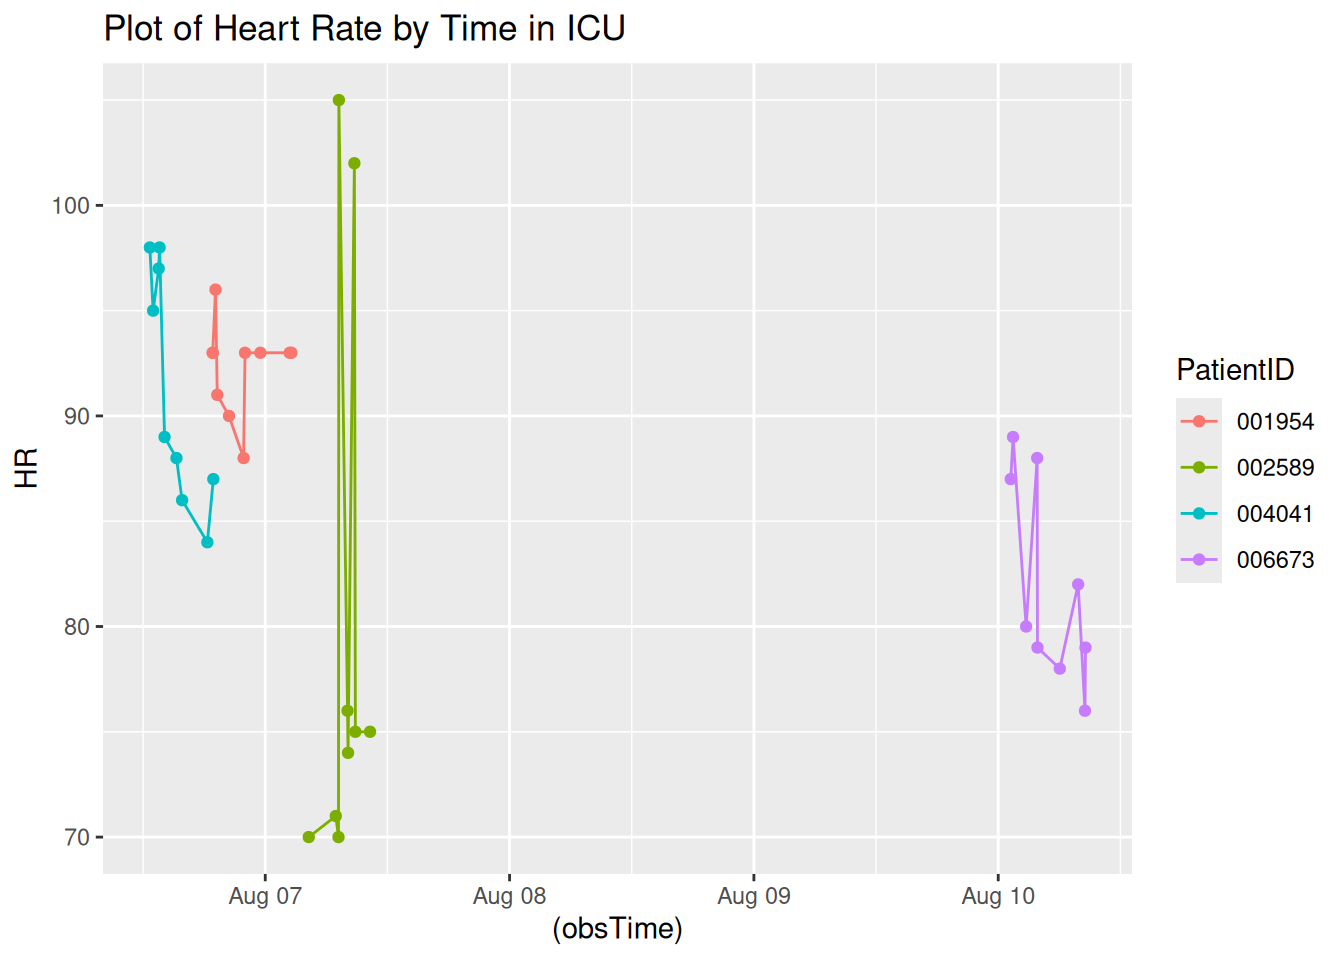 Plot of Heart Rate by Time in ICU
HR
100
90
80
70
Aug 07
Aug 08
Aug 09
Aug 10
(obsTime)
PatientID
001954
002589
004041
006673